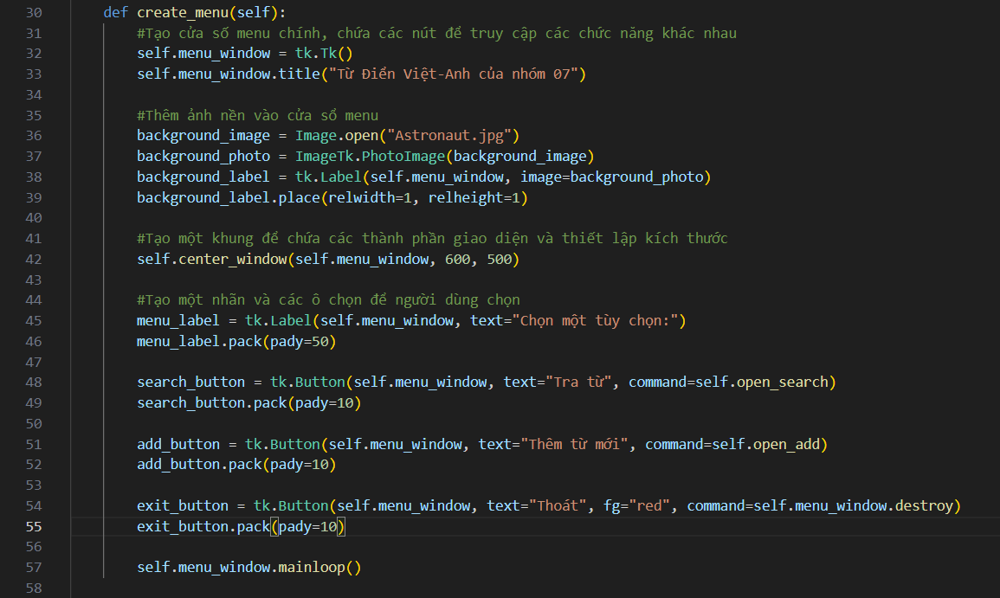 30 def create_menu(self):
31 #Tạo cửa số menu chính, chứa các nút để truy cập các chức năng khác nhau
32 self.menu_window = tk.Tk()
33 self.menu_window.title("Từ Điển Việt-Anh của nhóm 07")
34
35 #Thêm ảnh nền vào cửa sổ menu
36 background_image = Image.open("Astronaut.jpg")
37 background_photo = ImageTk.PhotoImage(background_image)
38 background_label = tk.Label(self.menu_window, image=background_photo)
39 background_label.place(relwidth=1, relheight=1)
40
41 #Tạo một khung để chứa các thành phần giao diện và thiết lập kích thước
42 self.center_window(self.menu_window, 600, 500)
43
44 #Tạo một nhãn và các ô chọn để người dùng chọn
45 menu_label = tk.Label(self.menu_window, text="Chọn một tùy chọn:")
46 menu_label.pack(pady=50)
47
48 search_button = tk.Button(self.menu_window, text="Tra từ", command=self.open_search)
49 search_button.pack(pady=10)
50
51 add_button = tk.Button(self.menu_window, text="Thêm từ mới", command=self.open_add)
52 add_button.pack(pady=10)
53
54 exit_button = tk.Button(self.menu_window, text="Thoát", fg="red", command=self.menu_window.destroy)
55 exit_button.pack(pady=10)
56
57 self.menu_window.mainloop()
58